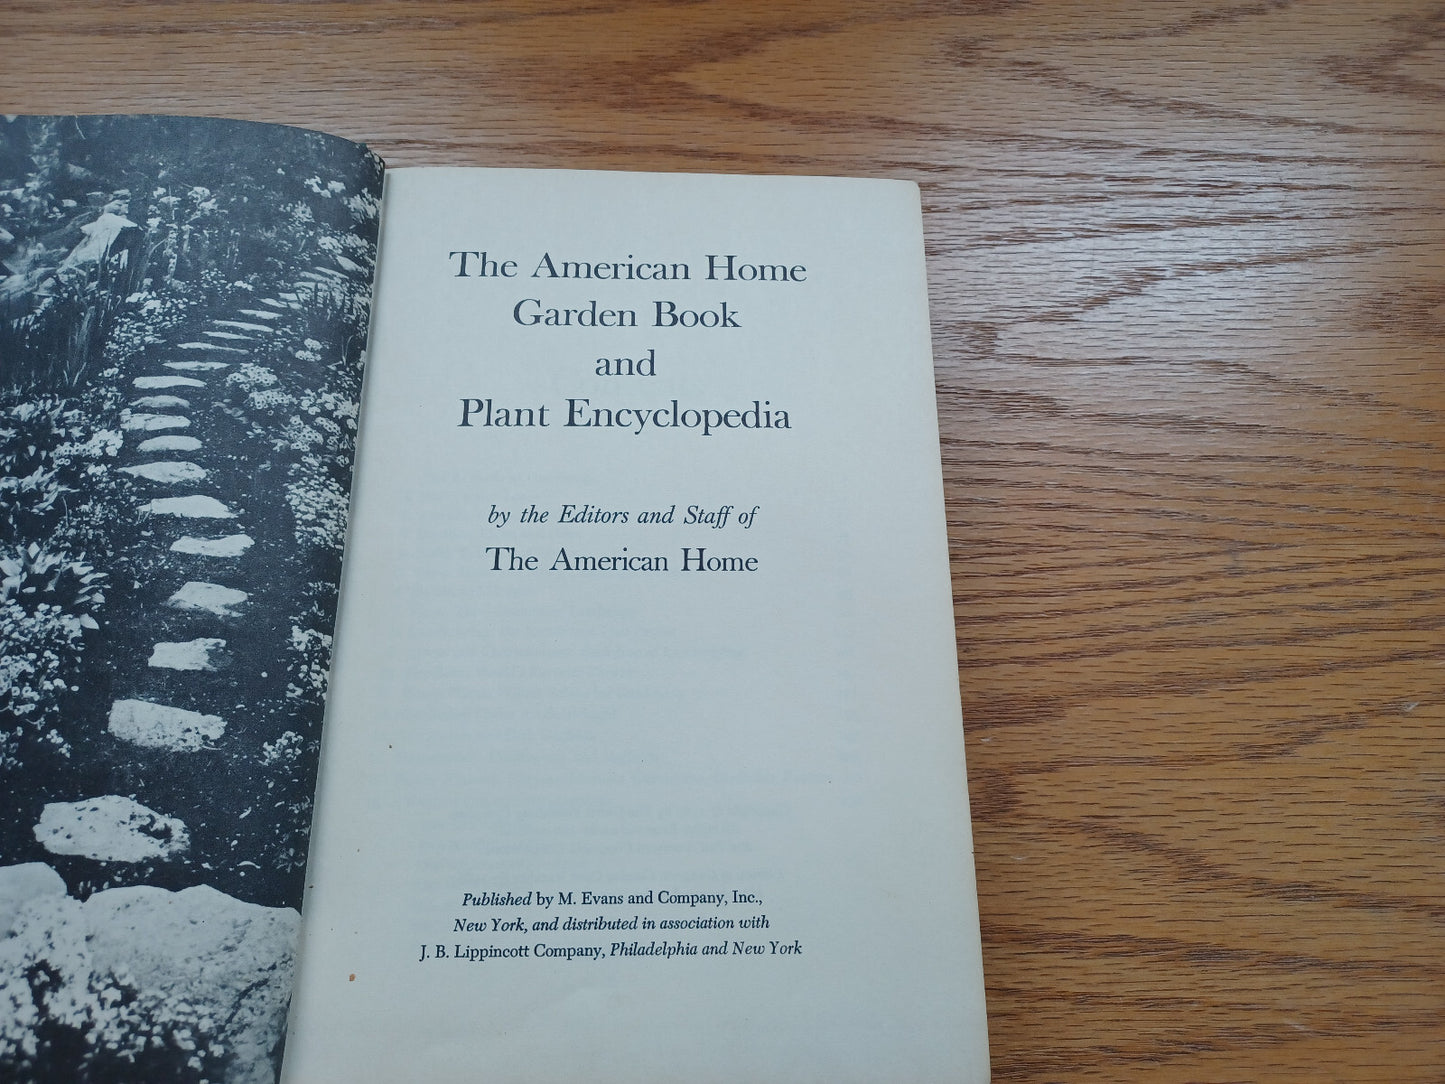 The American Home
Garden Book
and
Plant Encyclopedia
by the Editors and Staff of
The American Home
Published by M. Evans and Company, Inc.,
New York, and distributed in association with
J. B. Lippincott Company, Philadelphia and New York